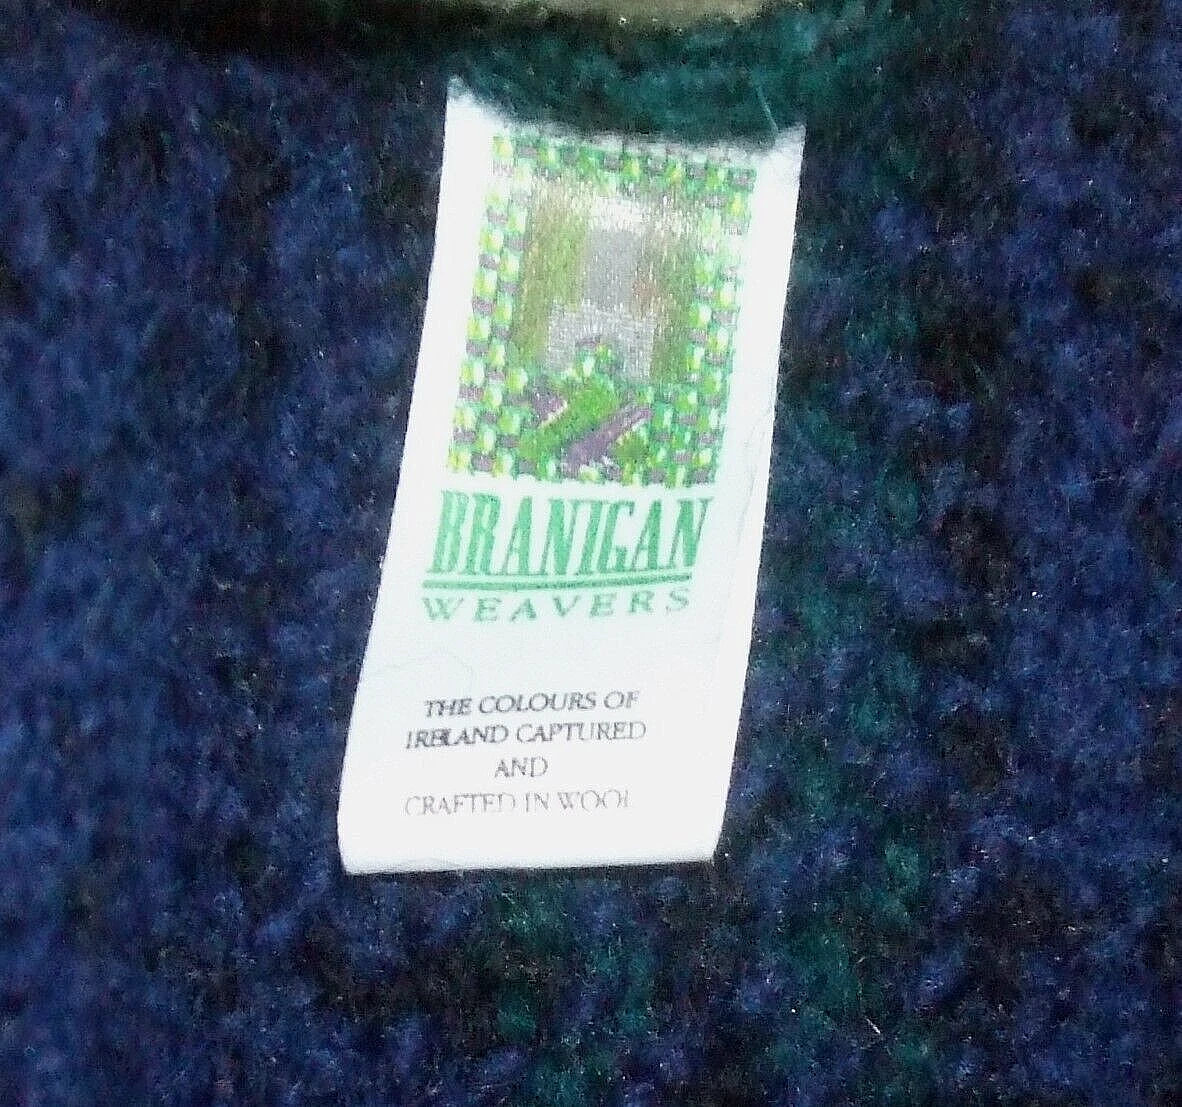 BRANIGAN
WEAVERS
THE COLOURS OF
IRELAND CAPTURED
AND
CRAFTED IN WOOL